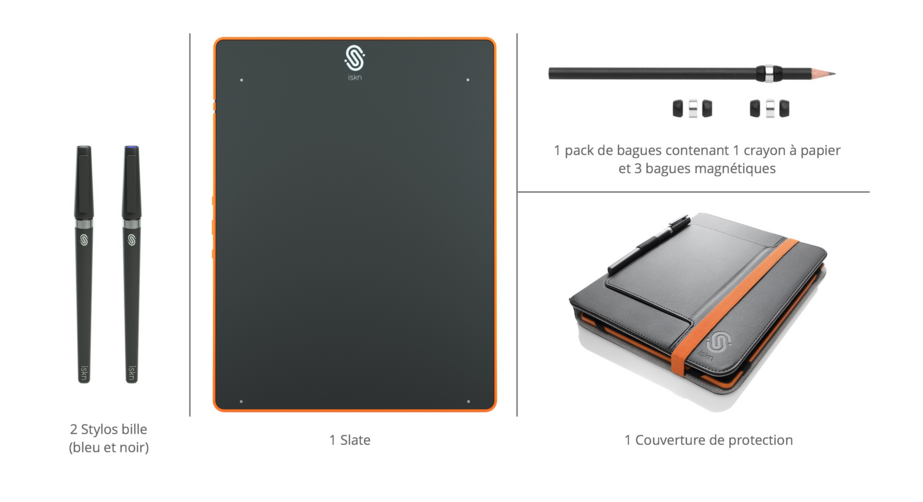 iskn
iskn
iskn
2 Stylos bille
(bleu et noir)
1 Slate
1 pack de bagues contenant 1 crayon à papier
et 3 bagues magnétiques
iskn
1 Couverture de protection